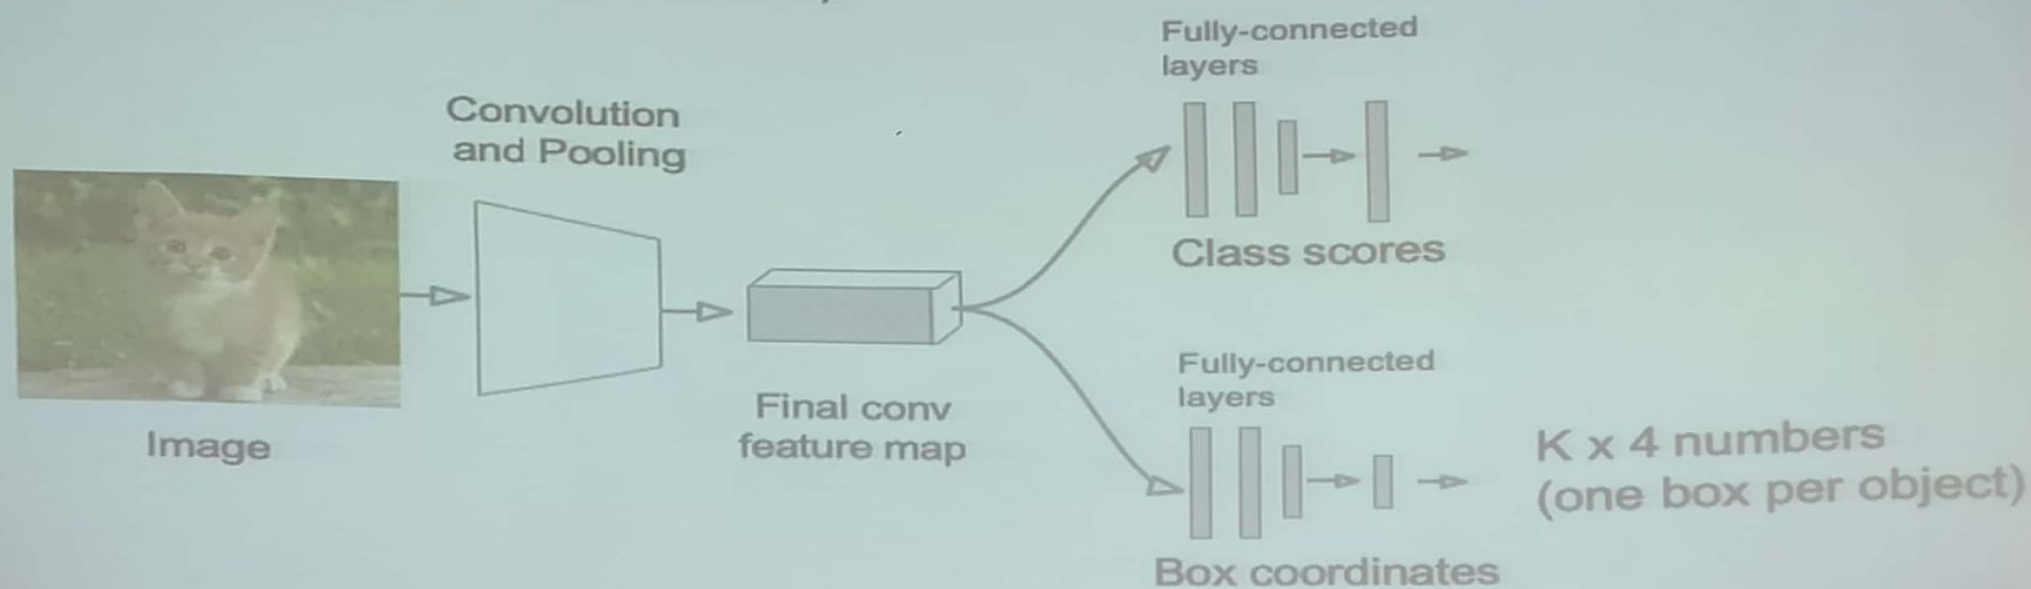 Fully-connected
layers
Convolution
and Pooling
Class scores
Image
Final conv
feature map
Fully-connected
layers
K x 4 numbers
(one box per object)
Box coordinates